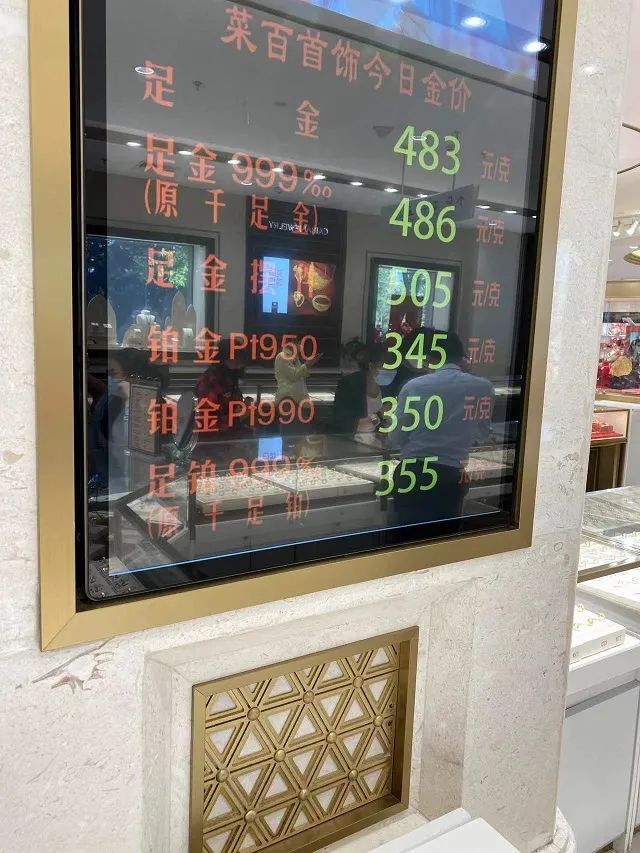 菜百首饰今日金价
足金 483 元/克
足金999‰ 486 元/克
(原千足金)
足金摆件 505 元/克
铂金Pt950 345 元/克
铂金Pt990 350 元/克
足铂999‰ 355 元/克
(原千足铂)